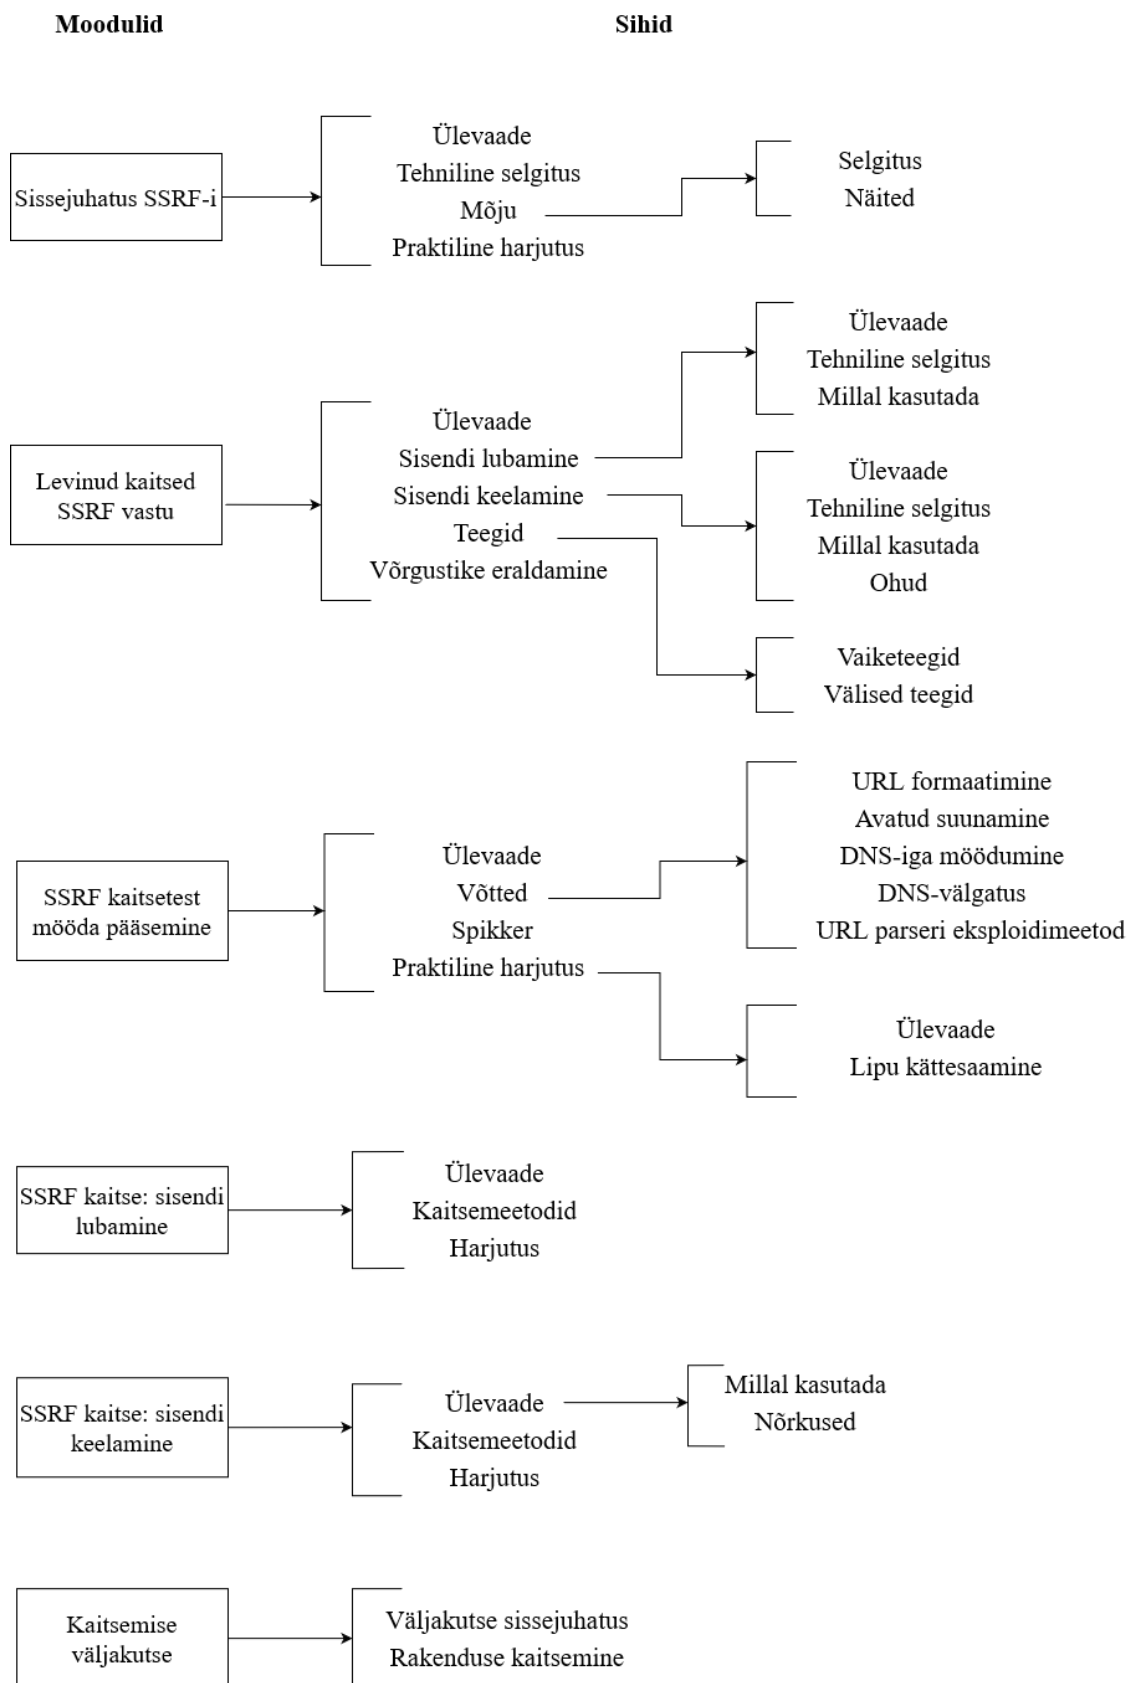 Moodulid
Sihid
Sissejuhatus SSRF-i
Ülevaade
Tehniline selgitus
Mõju
Praktiline harjutus
Selgitus
Näited
Levinud kaitsed
SSRF vastu
Ülevaade
Sisendi lubamine
Sisendi keelamine
Teegid
Võrgustike eraldamine
Ülevaade
Tehniline selgitus
Millal kasutada
Ülevaade
Tehniline selgitus
Millal kasutada
Ohud
Vaiketeegid
Välised teegid
SSRF kaitsetest
mööda pääsemine
Ülevaade
Võtted
Spikker
Praktiline harjutus
URL formaatimine
Avatud suunamine
DNS-iga möödumine
DNS-välgatus
URL parseri eksploidimeetod
Ülevaade
Lipu kättesaamine
SSRF kaitse: sisendi
lubamine
Ülevaade
Kaitsemeetodid
Harjutus
SSRF kaitse: sisendi
keelamine
Ülevaade
Kaitsemeetodid
Harjutus
Millal kasutada
Nõrkused
Kaitsemise
väljakutse
Väljakutse sissejuhatus
Rakenduse kaitsemine